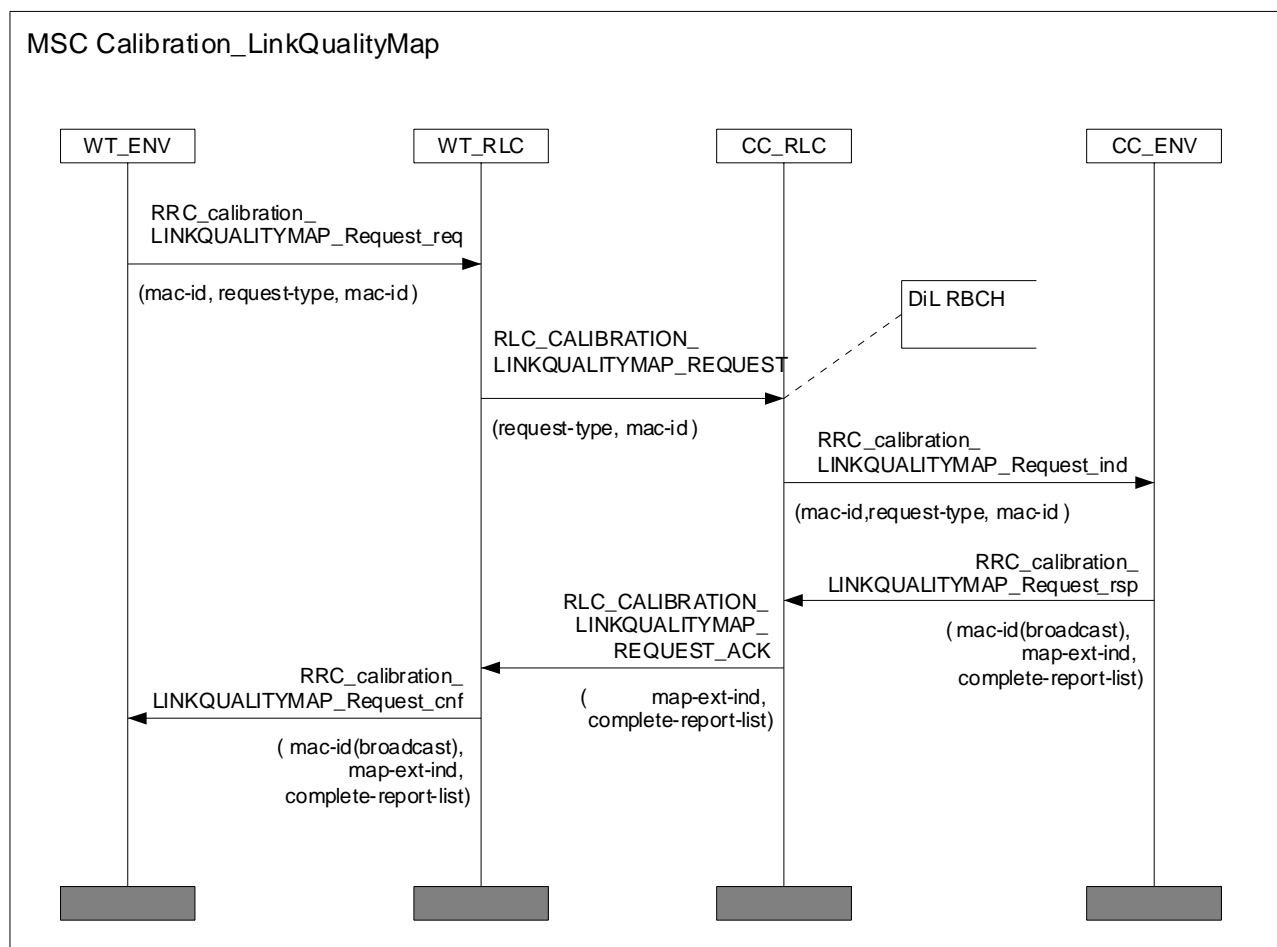 MSC Calibration_LinkQualityMap
WT_ENV
WT_RLC
CC_RLC
CC_ENV
RRC_calibration_
LINKQUALITYMAP_Request_req
(mac-id, request-type, mac-id )
DiL RBCH
RLC_CALIBRATION_
LINKQUALITYMAP_REQUEST
(request-type, mac-id )
RRC_calibration_
LINKQUALITYMAP_Request_ind
(mac-id,request-type, mac-id )
RRC_calibration_
LINKQUALITYMAP_Request_rsp
( mac-id(broadcast),
map-ext-ind,
complete-report-list)
RLC_CALIBRATION_
LINKQUALITYMAP_
REQUEST_ACK
( map-ext-ind,
complete-report-list)
RRC_calibration_
LINKQUALITYMAP_Request_cnf
( mac-id(broadcast),
map-ext-ind,
complete-report-list)